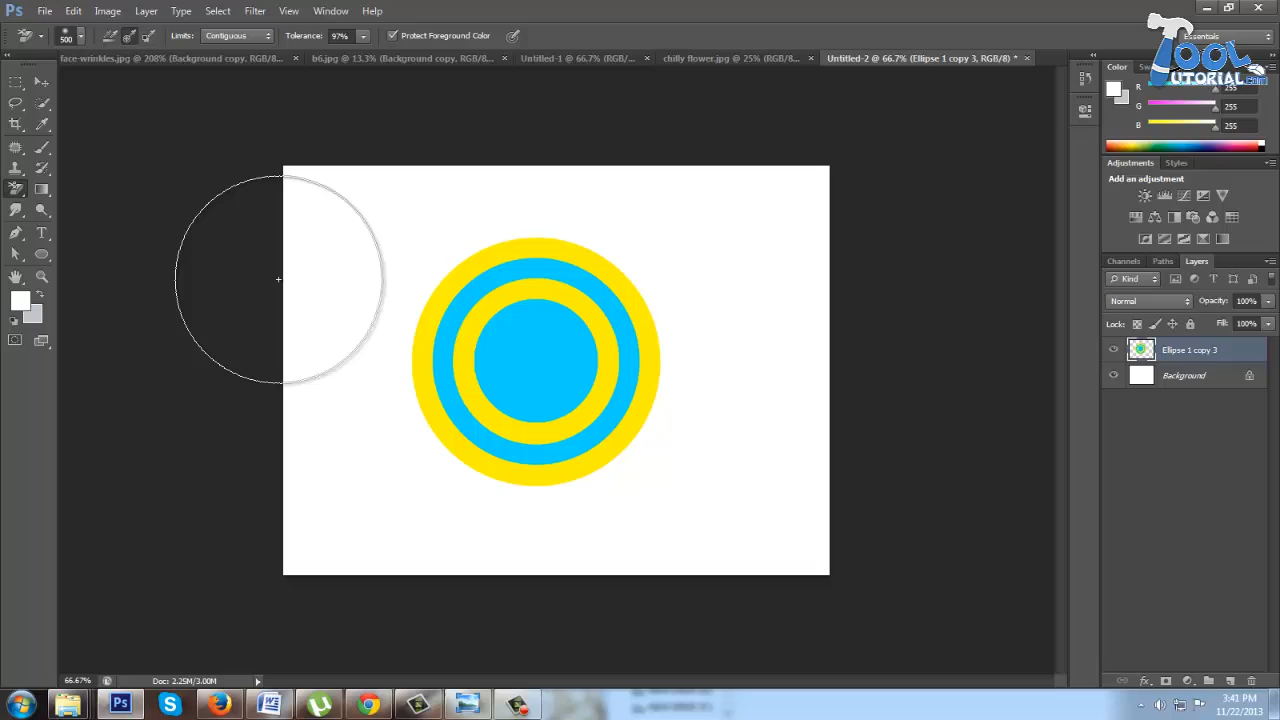 Ps File Edit Image Layer Type Select Filter View Window Help
500 Limits: Contiguous Tolerance: 97% Protect Foreground Color Essentials
TOOL
TUTORIAL.com
face-wrinkles.jpg @ 208% (Background copy, RGB/8... × b6.jpg @ 13.3% (Background copy, RGB/8... × Untitled-1 @ 66.7% (RGB/... × chilly flower.jpg @ 25% (RGB/8... × Untitled-2 @ 66.7% (Ellipse 1 copy 3, RGB/8) * ×
Color
R 255
G 255
B 255
Adjustments Styles
Add an adjustment
Channels Paths Layers
Kind
Normal Opacity: 100%
Lock: Fill: 100%
Ellipse 1 copy 3
Background
66.67% Doc: 2.25M/3.00M
3:41 PM
11/22/2013